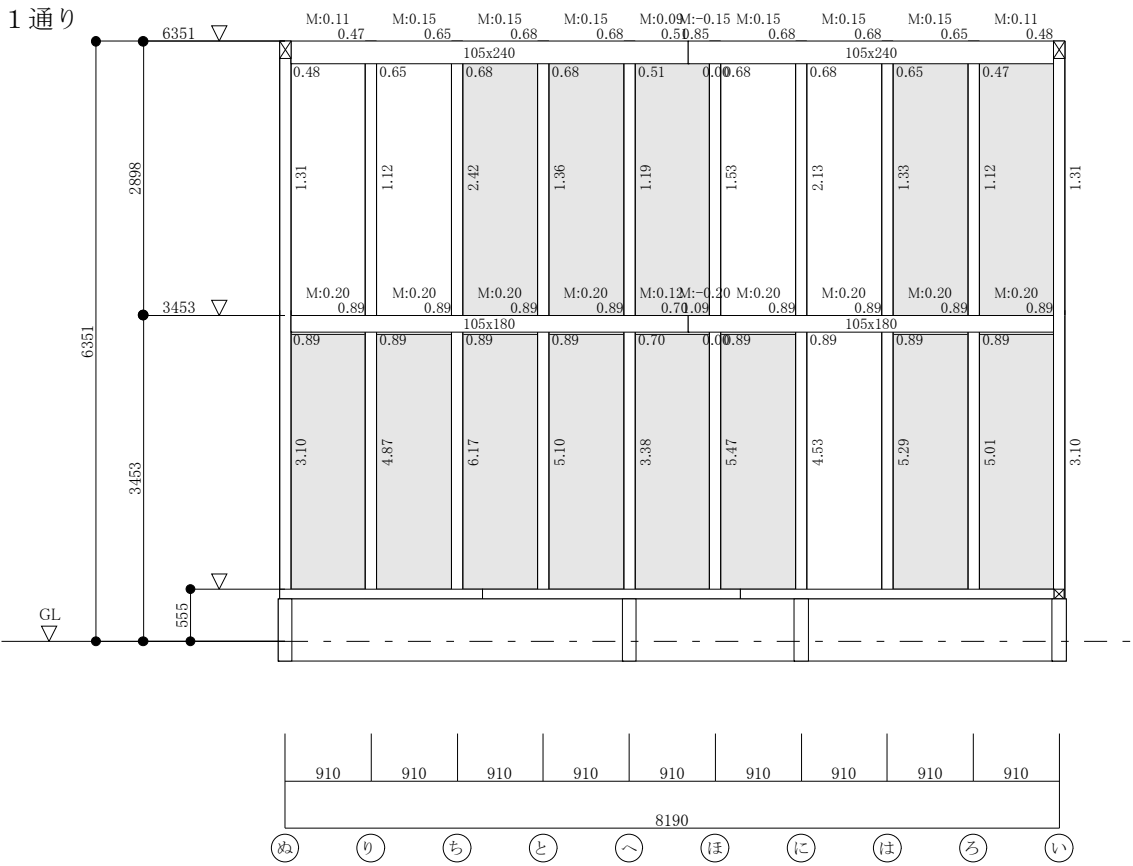 1通り
M:0.11 M:0.15 M:0.15 M:0.15 M:0.09 M:-0.15 M:0.15 M:0.15 M:0.15 M:0.11
6351 0.47 0.65 0.68 0.68 0.51 0.85 0.68 0.68 0.65 0.48
105x240 105x240
0.48 0.65 0.68 0.68 0.51 0.00 0.68 0.68 0.65 0.47
2898 1.31 1.12 2.42 1.36 1.19 1.53 2.13 1.33 1.12 1.31
M:0.20 M:0.20 M:0.20 M:0.20 M:0.12 M:-0.20 M:0.20 M:0.20 M:0.20 M:0.20
3453 0.89 0.89 0.89 0.89 0.70 1.09 0.89 0.89 0.89 0.89
105x180 105x180
6351
0.89 0.89 0.89 0.89 0.70 0.00 0.89 0.89 0.89 0.89
3453 3.10 4.87 6.17 5.10 3.38 5.47 4.53 5.29 5.01 3.10
555
GL
910 910 910 910 910 910 910 910 910
8190
ぬ り ち と へ ほ に は ろ い